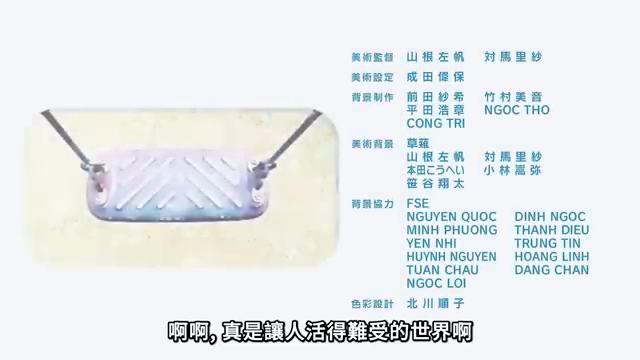 美術監督 山根左帆 対馬里紗
美術設定 成田偉保
背景制作 前田紗希 竹村美音
平田浩章 NGOC THO
CONG TRI
美術背景 草薙
山根左帆 対馬里紗
本田こうへい 小林嵩弥
笹谷翔太
背景協力 FSE
NGUYEN QUOC DINH NGOC
MINH PHUONG THANH DIEU
YEN NHI TRUNG TIN
HUYNH NGUYEN HOANG LINH
TUAN CHAU DANG CHAN
NGOC LOI
色彩設計 北川順子
啊啊, 真是讓人活得難受的世界啊